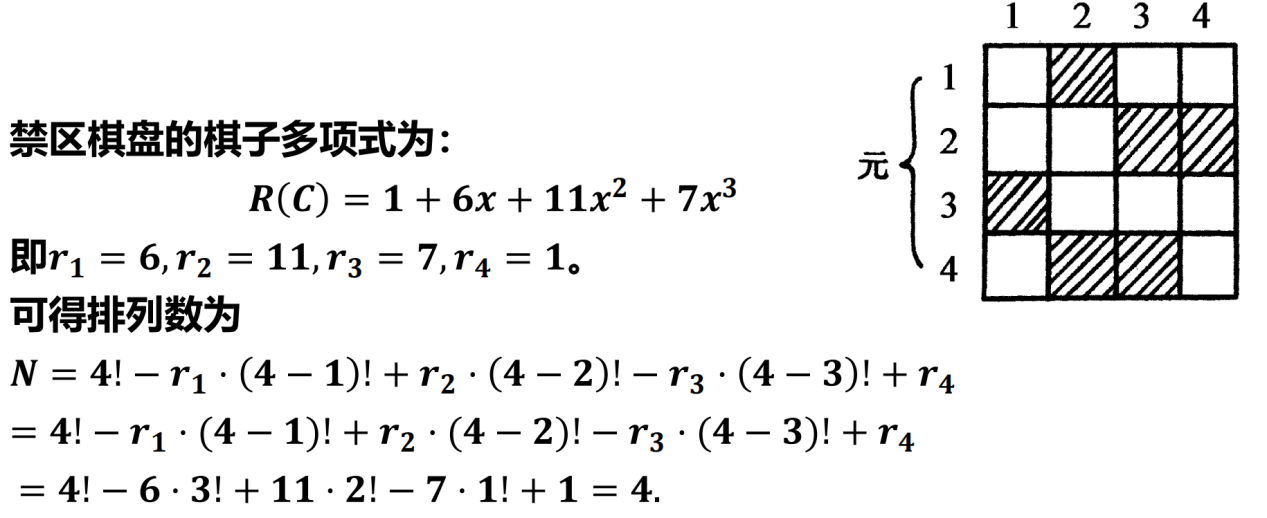 1 2 3 4
1
禁区棋盘的棋子多项式为：
2
元
R(C) = 1 + 6x + 11x² + 7x³
3
即r₁ = 6, r₂ = 11, r₃ = 7, r₄ = 1。
4
可得排列数为
N = 4! − r₁ · (4 − 1)! + r₂ · (4 − 2)! − r₃ · (4 − 3)! + r₄
= 4! − r₁ · (4 − 1)! + r₂ · (4 − 2)! − r₃ · (4 − 3)! + r₄
= 4! − 6 · 3! + 11 · 2! − 7 · 1! + 1 = 4.